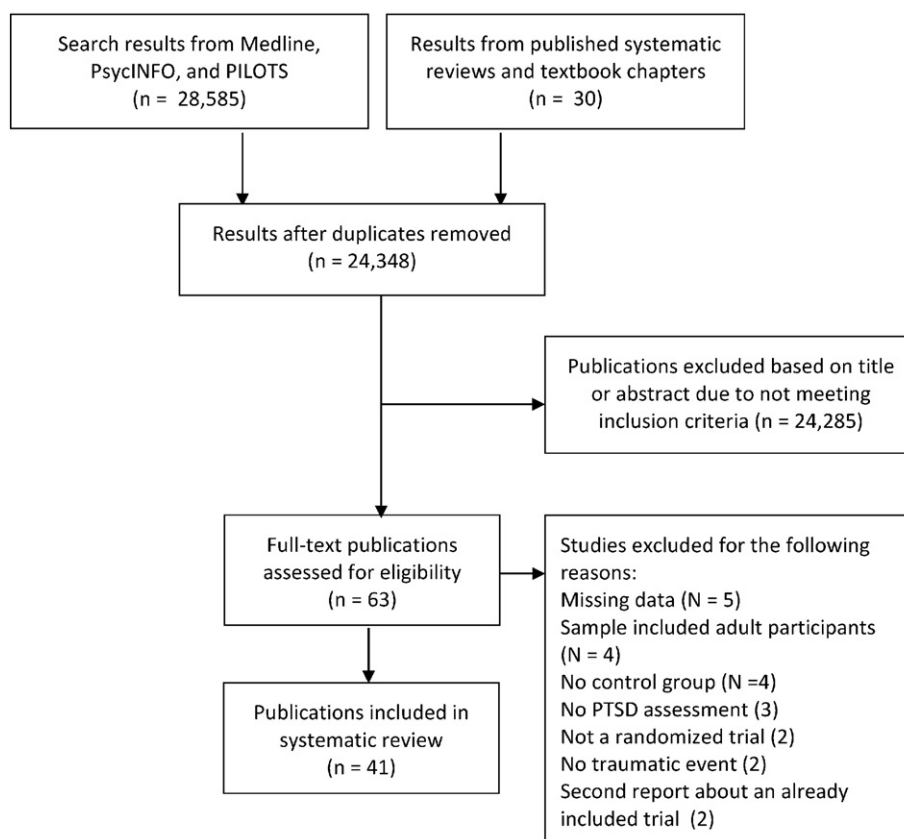 Search results from Medline,
PsycINFO, and PILOTS
(n = 28,585)
Results from published systematic
reviews and textbook chapters
(n = 30)
Results after duplicates removed
(n = 24,348)
Publications excluded based on title
or abstract due to not meeting
inclusion criteria (n = 24,285)
Full-text publications
assessed for eligibility
(n = 63)
Studies excluded for the following
reasons:
Missing data (N = 5)
Sample included adult participants
(N = 4)
No control group (N =4)
No PTSD assessment (3)
Not a randomized trial (2)
No traumatic event (2)
Second report about an already
included trial (2)
Publications included in
systematic review
(n = 41)